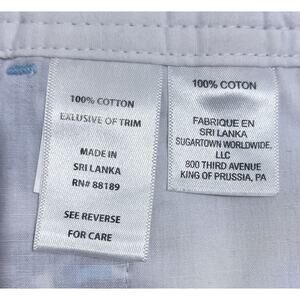 100% COTTON
EXLUSIVE OF TRIM
MADE IN
SRI LANKA
RN# 88189
SEE REVERSE
FOR CARE
100% COTON
FABRIQUE EN
SRI LANKA
SUGARTOWN WORLDWIDE,
LLC
800 THIRD AVENUE
KING OF PRUSSIA, PA